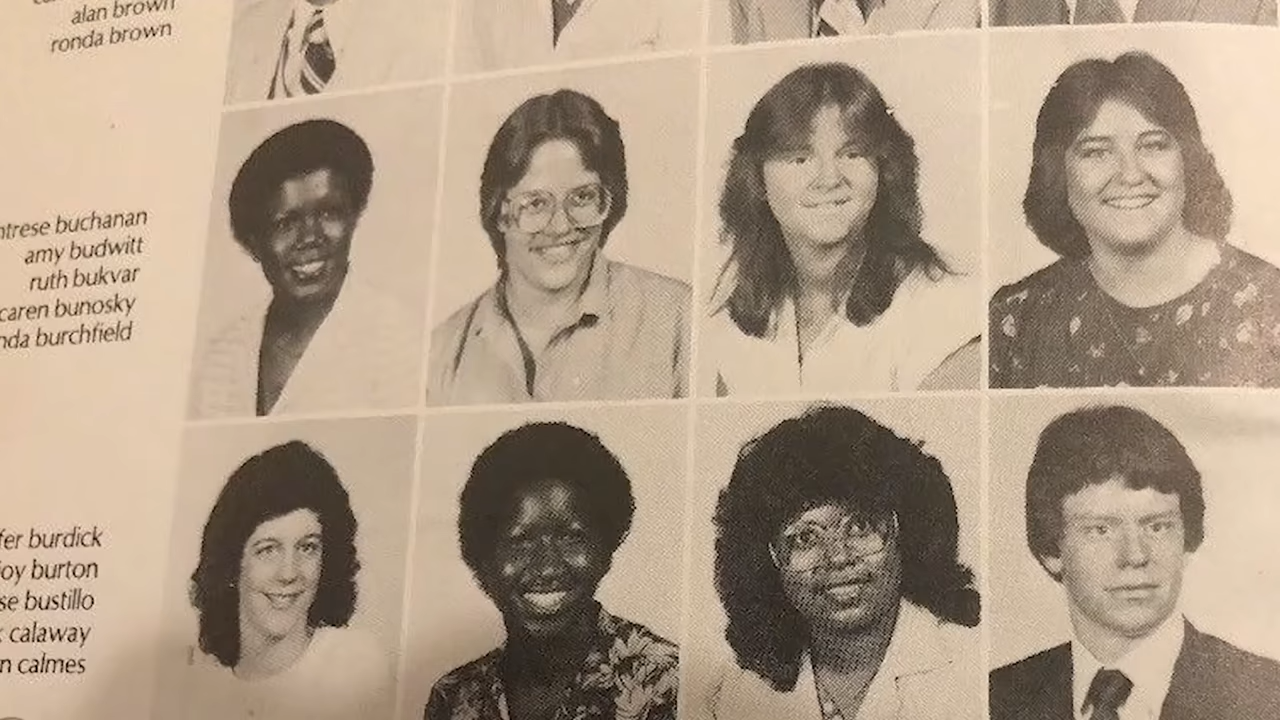 alan brown
ronda brown
ntrese buchanan
amy budwitt
ruth bukvar
caren bunosky
nda burchfield
fer burdick
oy burton
se bustillo
calaway
n calmes